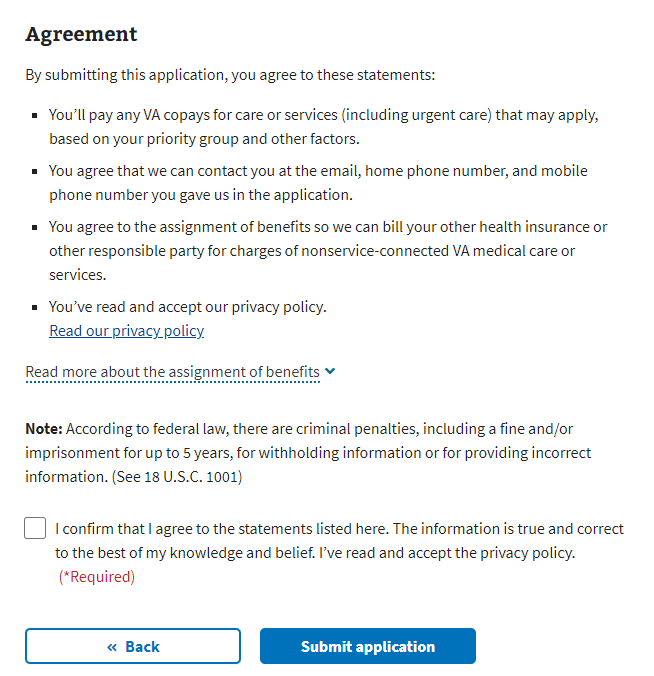 Agreement
By submitting this application, you agree to these statements:
▪ You’ll pay any VA copays for care or services (including urgent care) that may apply,
based on your priority group and other factors.
▪ You agree that we can contact you at the email, home phone number, and mobile
phone number you gave us in the application.
▪ You agree to the assignment of benefits so we can bill your other health insurance or
other responsible party for charges of nonservice-connected VA medical care or
services.
▪ You’ve read and accept our privacy policy.
Read our privacy policy
Read more about the assignment of benefits
Note: According to federal law, there are criminal penalties, including a fine and/or
imprisonment for up to 5 years, for withholding information or for providing incorrect
information. (See 18 U.S.C. 1001)
I confirm that I agree to the statements listed here. The information is true and correct
to the best of my knowledge and belief. I’ve read and accept the privacy policy.
(*Required)
« Back
Submit application